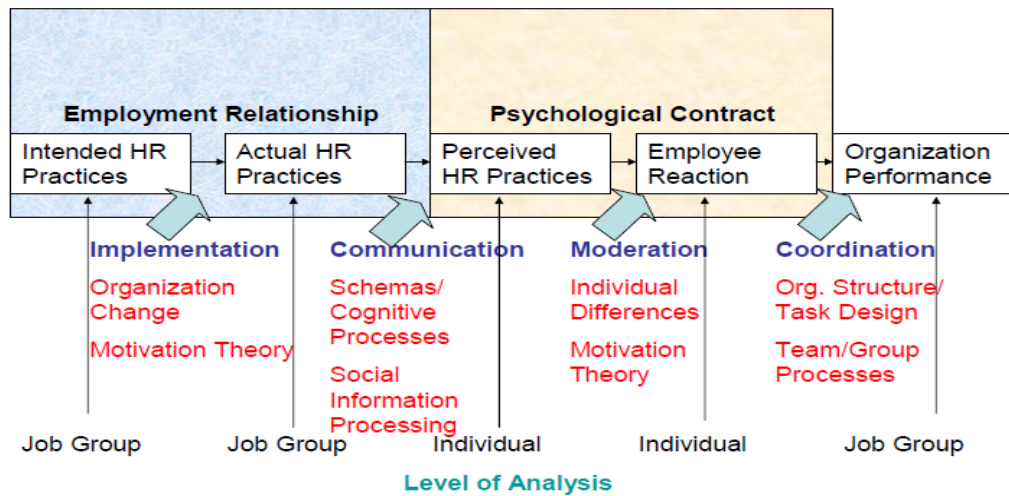 Employment Relationship
Psychological Contract
Intended HR
Practices
Actual HR
Practices
Perceived
HR Practices
Employee
Reaction
Organization
Performance
Implementation
Organization
Change
Motivation Theory
Communication
Schemas/
Cognitive
Processes
Social
Information
Processing
Moderation
Individual
Differences
Motivation
Theory
Coordination
Org. Structure/
Task Design
Team/Group
Processes
Job Group
Job Group
Individual
Individual
Job Group
Level of Analysis